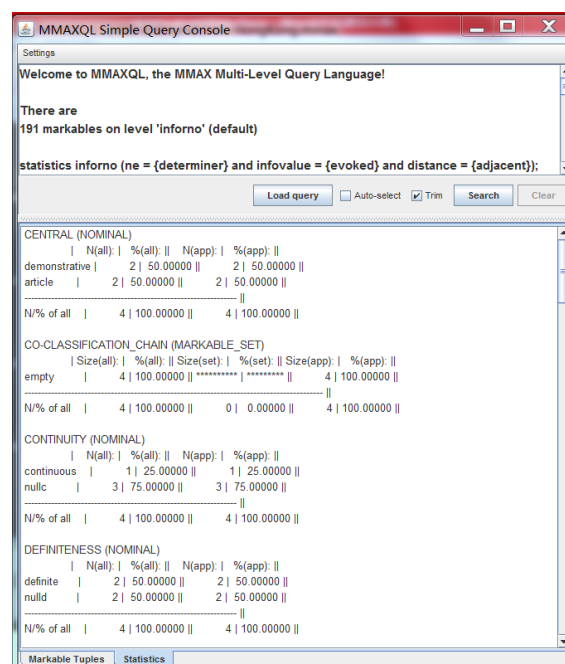 MMAXQL Simple Query Console
Settings
Welcome to MMAXQL, the MMAX Multi-Level Query Language!
There are
191 markables on level 'inforno' (default)
statistics inforno (ne = {determiner} and infovalue = {evoked} and distance = {adjacent});
Load query Auto-select Trim Search Clear
CENTRAL (NOMINAL)
| N(all): | %(all): || N(app): | %(app): ||
demonstrative | 2 | 50.00000 || 2 | 50.00000 ||
article | 2 | 50.00000 || 2 | 50.00000 ||
---------------------------------------------------------------- ||
N/% of all | 4 | 100.00000 || 4 | 100.00000 ||
CO-CLASSIFICATION_CHAIN (MARKABLE_SET)
| Size(all): | %(all): || Size(set): | %(set): || Size(app): | %(app): ||
empty | 4 | 100.00000 || ********** | ********* || 4 | 100.00000 ||
------------------------------------------------------------------------------------------ ||
N/% of all | 4 | 100.00000 || 0 | 0.00000 || 4 | 100.00000 ||
CONTINUITY (NOMINAL)
| N(all): | %(all): || N(app): | %(app): ||
continuous | 1 | 25.00000 || 1 | 25.00000 ||
nullc | 3 | 75.00000 || 3 | 75.00000 ||
---------------------------------------------------------------- ||
N/% of all | 4 | 100.00000 || 4 | 100.00000 ||
DEFINITENESS (NOMINAL)
| N(all): | %(all): || N(app): | %(app): ||
definite | 2 | 50.00000 || 2 | 50.00000 ||
nulld | 2 | 50.00000 || 2 | 50.00000 ||
---------------------------------------------------------------- ||
N/% of all | 4 | 100.00000 || 4 | 100.00000 ||
Markable Tuples Statistics